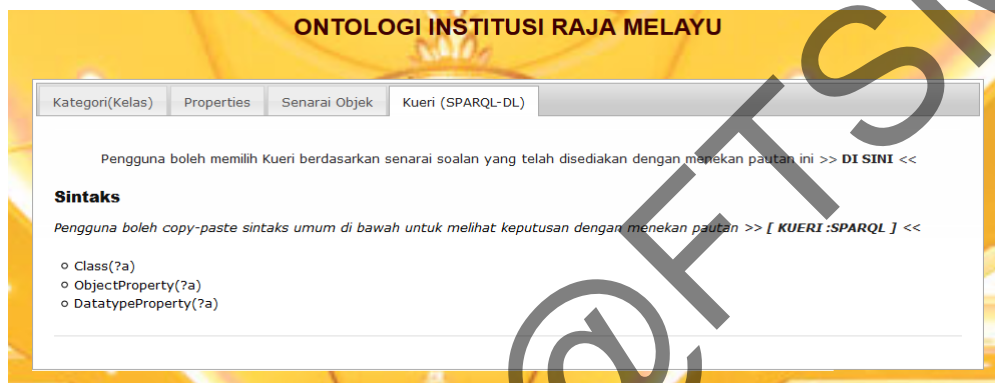 ONTOLOGI INSTITUSI RAJA MELAYU
Kategori(Kelas) Properties Senarai Objek Kueri (SPARQL-DL)
Pengguna boleh memilih Kueri berdasarkan senarai soalan yang telah disediakan dengan menekan pautan ini >> DI SINI <<
Sintaks
Pengguna boleh copy-paste sintaks umum di bawah untuk melihat keputusan dengan menekan pautan >> [ KUERI :SPARQL ] <<
Class(?a)
ObjectProperty(?a)
DatatypeProperty(?a)
@FTS